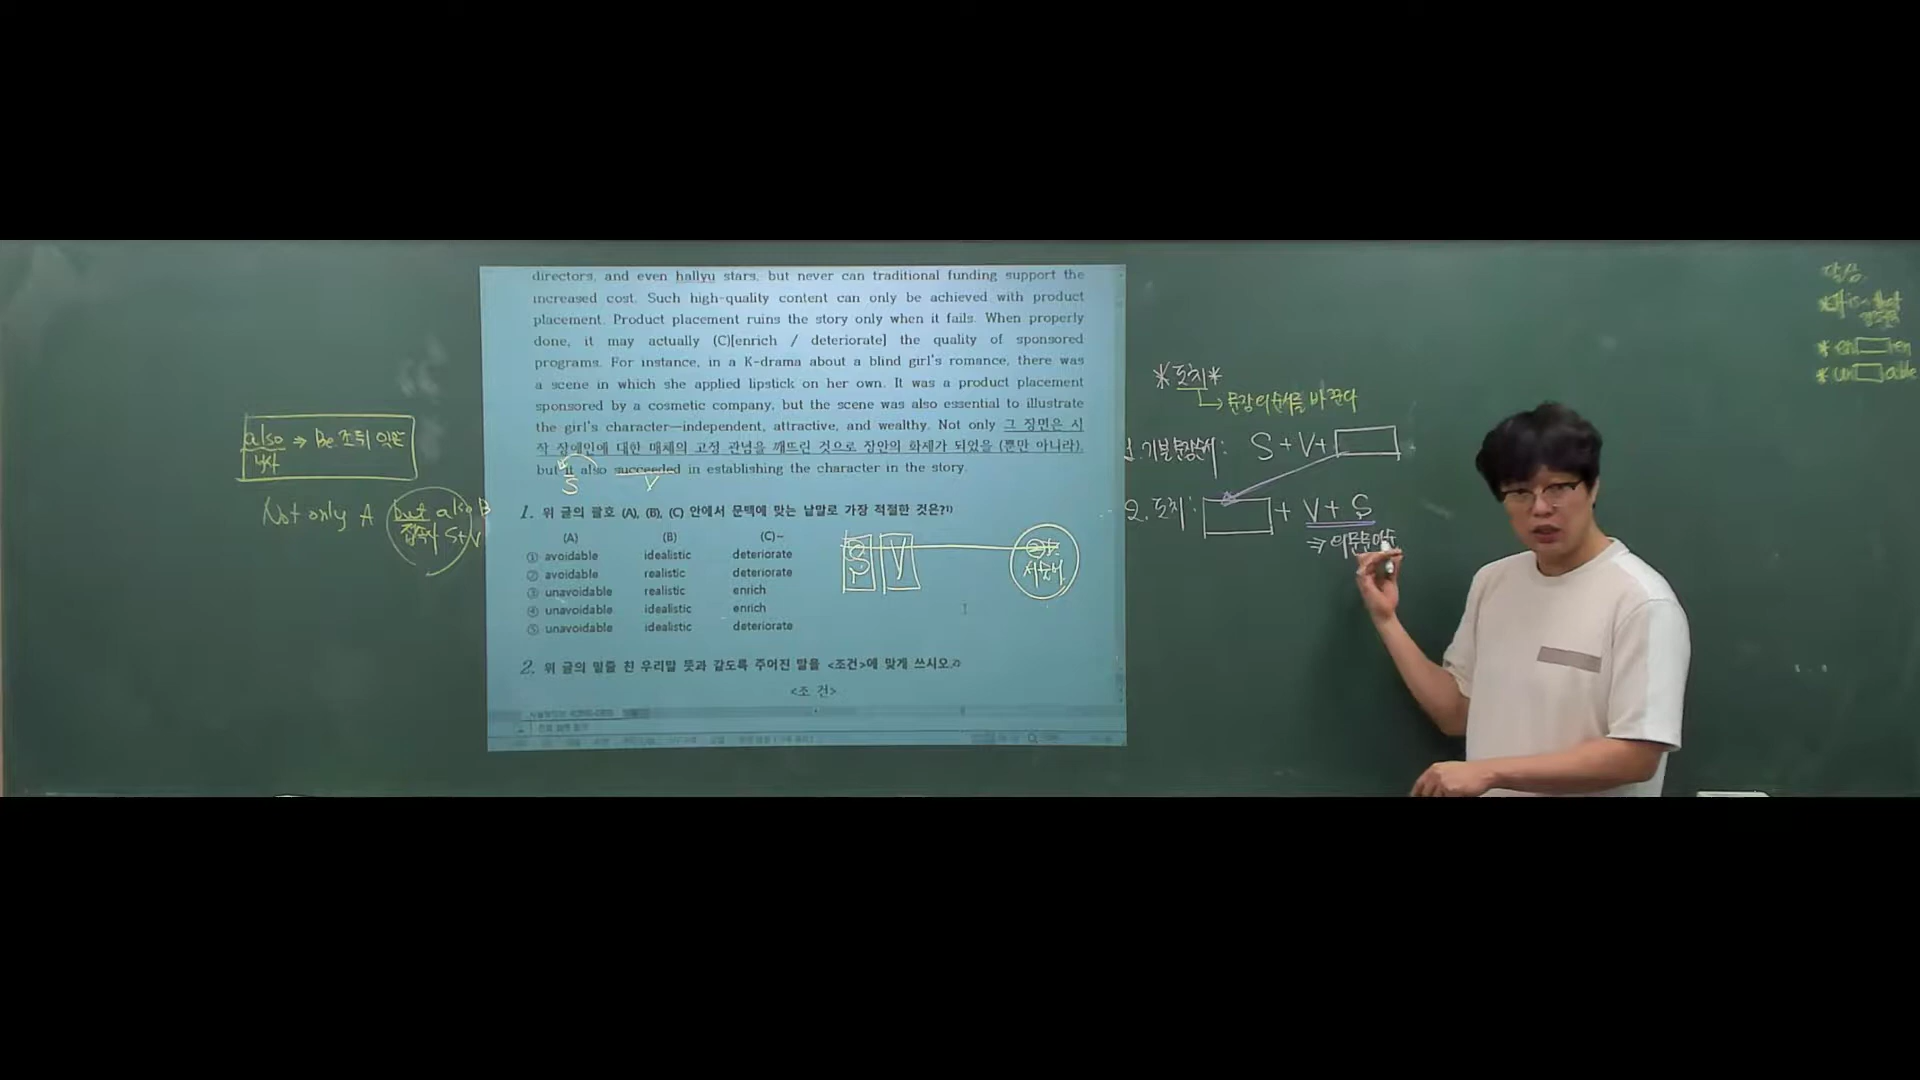 directors, and even hallyu stars, but never can traditional funding support the
increased cost. Such high-quality content can only be achieved with product
placement. Product placement ruins the story only when it fails. When properly
done, it may actually (C)[enrich / deteriorate] the quality of sponsored
programs. For instance, in a K-drama about a blind girl's romance, there was
a scene in which she applied lipstick on her own. It was a product placement
sponsored by a cosmetic company, but the scene was also essential to illustrate
the girl's character—independent, attractive, and wealthy. Not only 그 장면은 시
작 장애인에 대한 매체의 고정 관념을 깨뜨린 것으로 장안의 화제가 되었을 (뿐만 아니라),
but it also succeeded in establishing the character in the story.
S V
1. 위 글의 괄호 (A), (B), (C) 안에서 문맥에 맞는 낱말로 가장 적절한 것은?1)
(A) (B) (C)~
① avoidable idealistic deteriorate
② avoidable realistic deteriorate
③ unavoidable realistic enrich
④ unavoidable idealistic enrich
⑤ unavoidable idealistic deteriorate
V
2. 위 글의 밑줄 친 우리말 뜻과 같도록 주어진 말을 <조건>에 맞게 쓰시오.2)
<조 건>
also ⇒ Be.조뒤
Not only A but also B
접속사 S+V
*도치*
문장의 순서를 바꾼다
1. 기본문장순서: S + V +
2. 도치: + V + S
⇒ 의문문어순
* en en
* un able